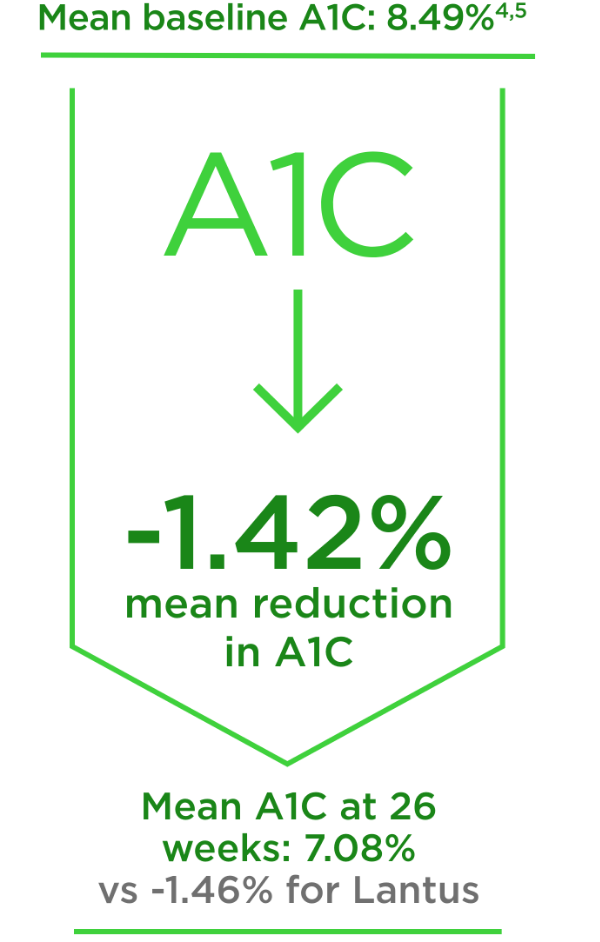 Mean baseline A1C: 8.49%4,5
A1C
-1.42%
mean reduction
in A1C
Mean A1C at 26
weeks: 7.08%
vs -1.46% for Lantus